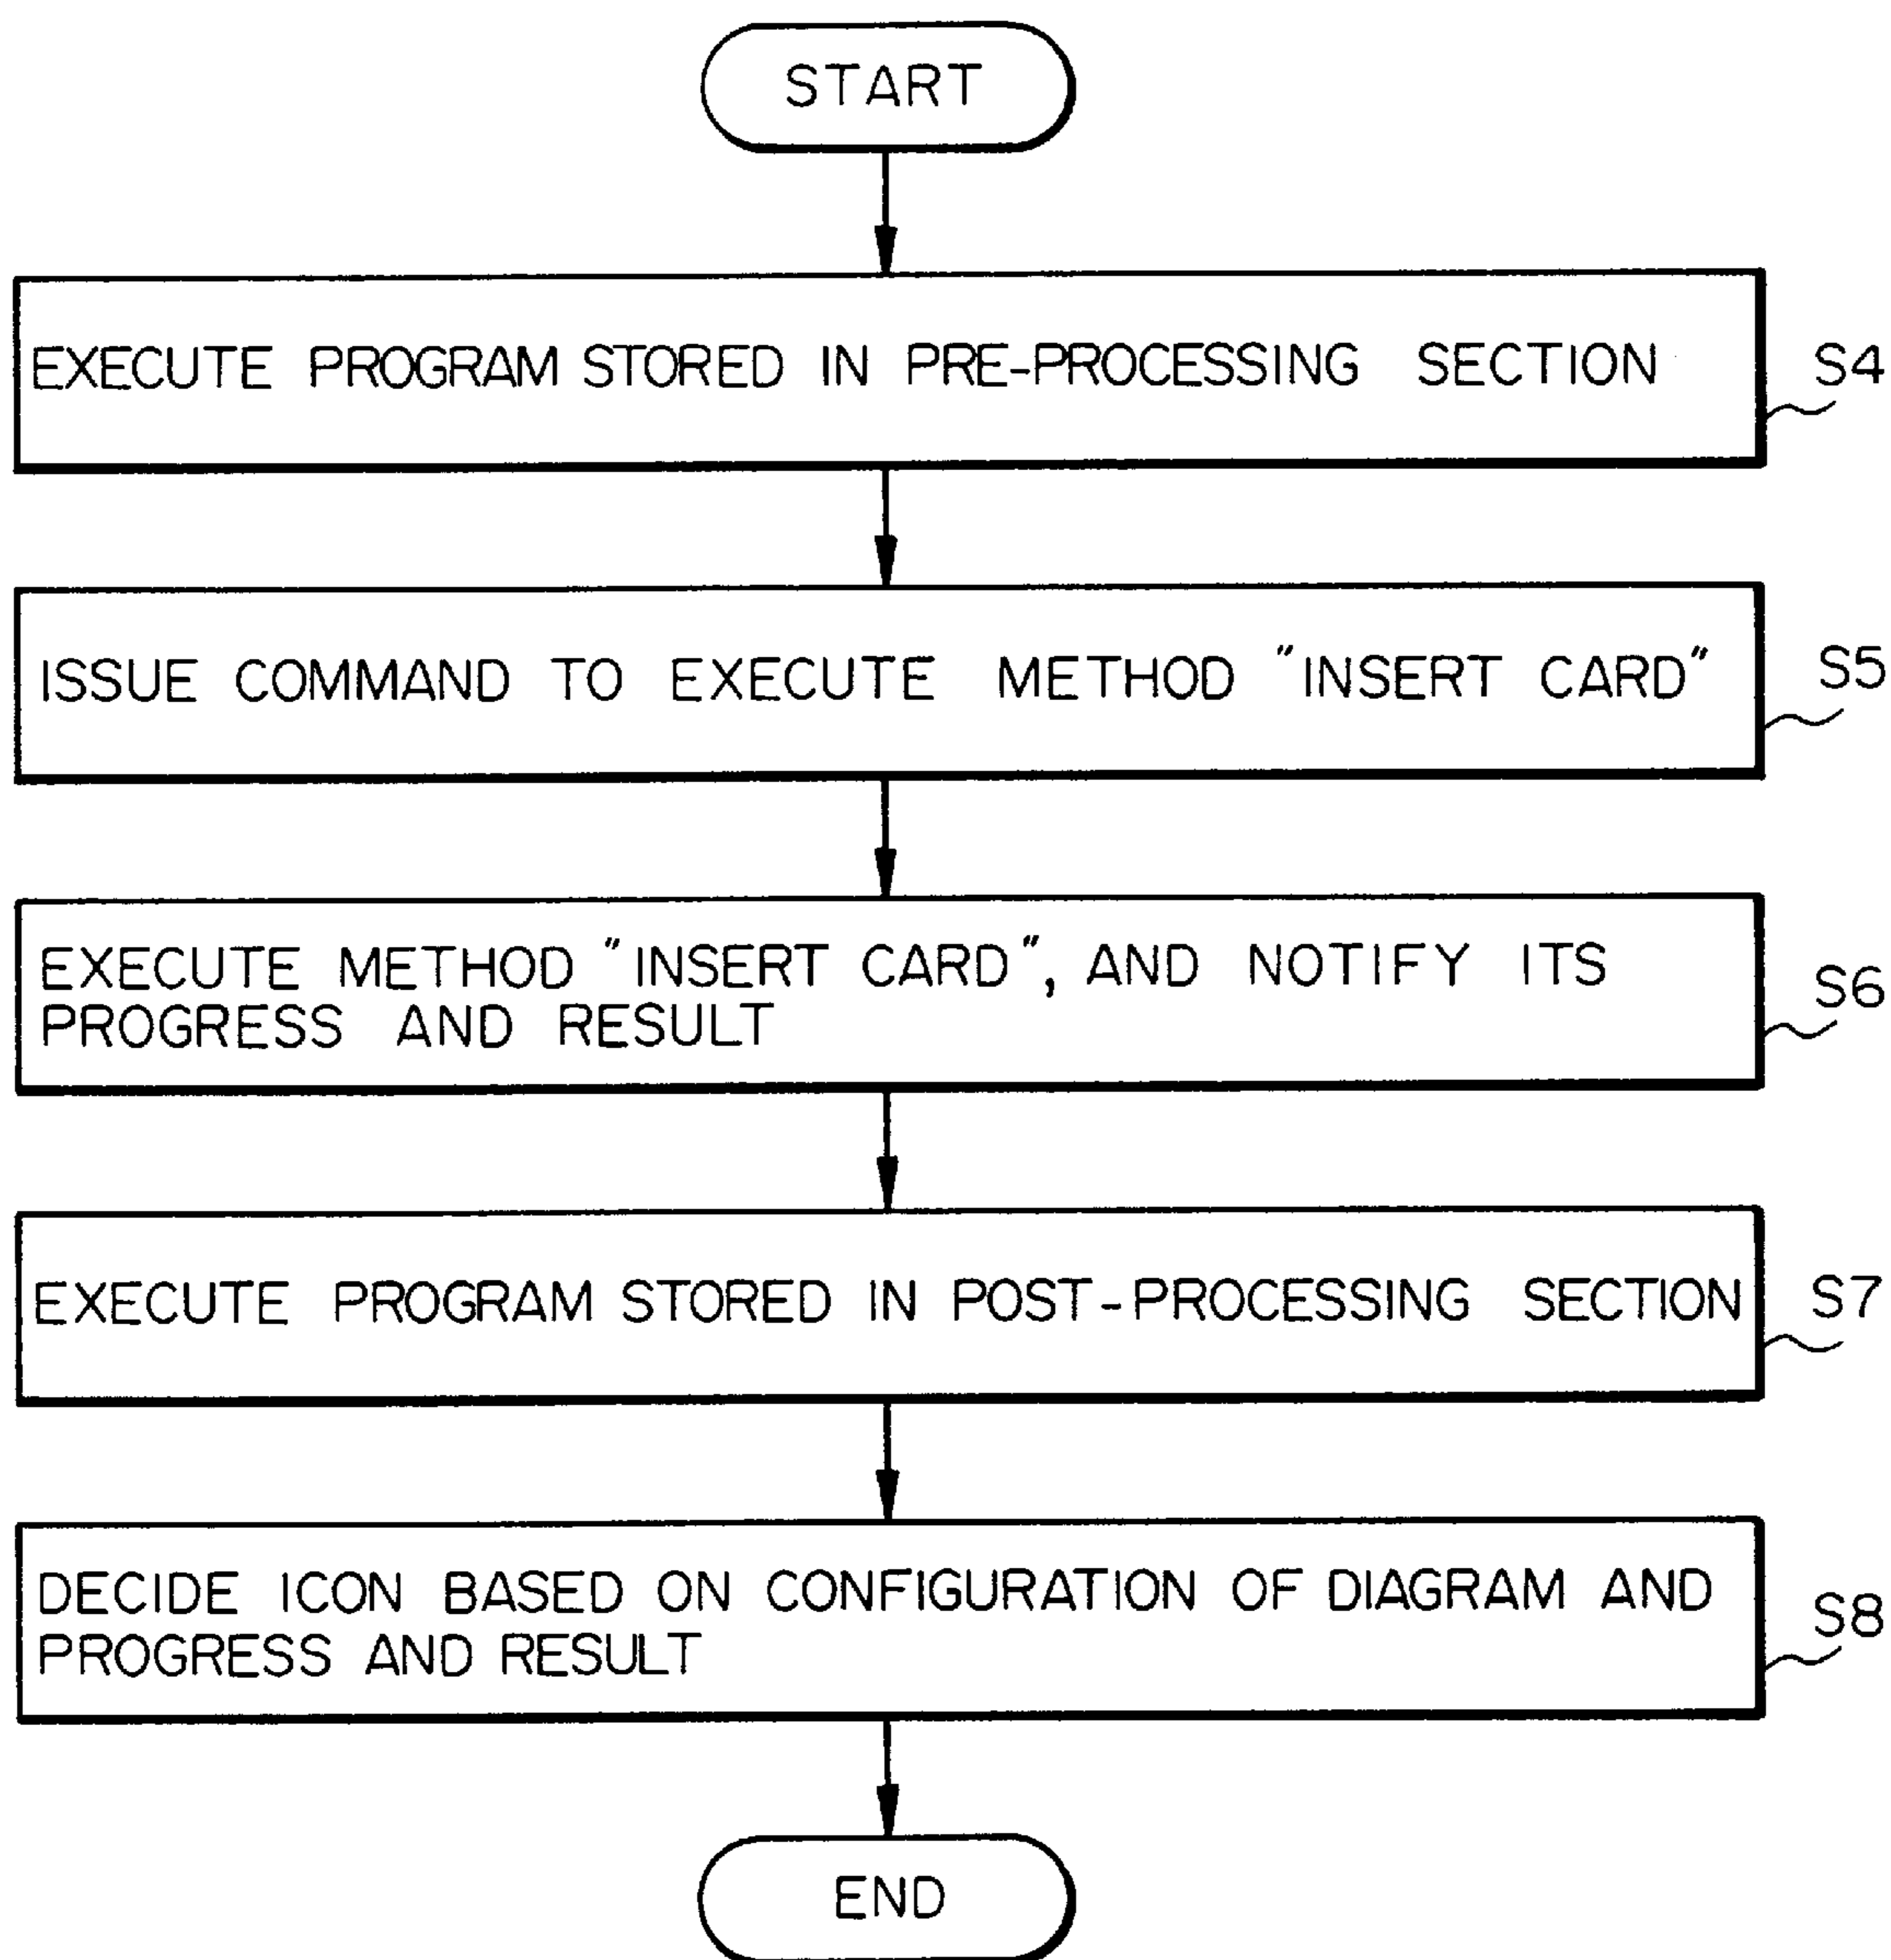 START
EXECUTE PROGRAM STORED IN PRE-PROCESSING SECTION
S4
ISSUE COMMAND TO EXECUTE METHOD "INSERT CARD"
S5
EXECUTE METHOD "INSERT CARD", AND NOTIFY ITS
PROGRESS AND RESULT
S6
EXECUTE PROGRAM STORED IN POST-PROCESSING SECTION
S7
DECIDE ICON BASED ON CONFIGURATION OF DIAGRAM AND
PROGRESS AND RESULT
S8
END